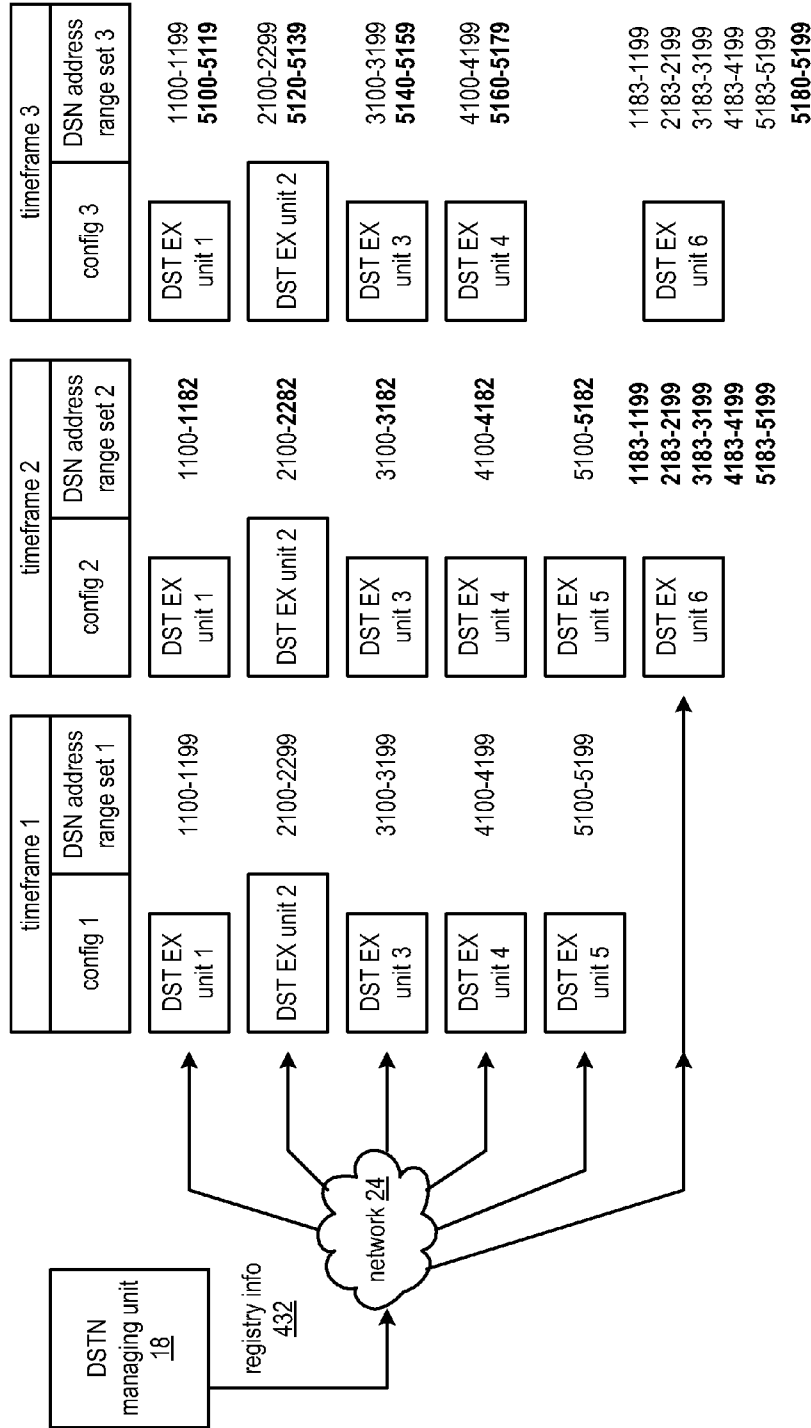 DSTN
managing unit
18
registry info
432
network 24
timeframe 1
config 1
DSN address
range set 1
DST EX
unit 1
1100-1199
DST EX unit 2
2100-2299
DST EX
unit 3
3100-3199
DST EX
unit 4
4100-4199
DST EX
unit 5
5100-5199
timeframe 2
config 2
DSN address
range set 2
DST EX
unit 1
1100-1182
DST EX unit 2
2100-2282
DST EX
unit 3
3100-3182
DST EX
unit 4
4100-4182
DST EX
unit 5
5100-5182
DST EX
unit 6
1183-1199
2183-2199
3183-3199
4183-4199
5183-5199
timeframe 3
config 3
DSN address
range set 3
DST EX
unit 1
1100-1199
5100-5119
DST EX unit 2
2100-2299
5120-5139
DST EX
unit 3
3100-3199
5140-5159
DST EX
unit 4
4100-4199
5160-5179
DST EX
unit 6
1183-1199
2183-2199
3183-3199
4183-4199
5183-5199
5180-5199